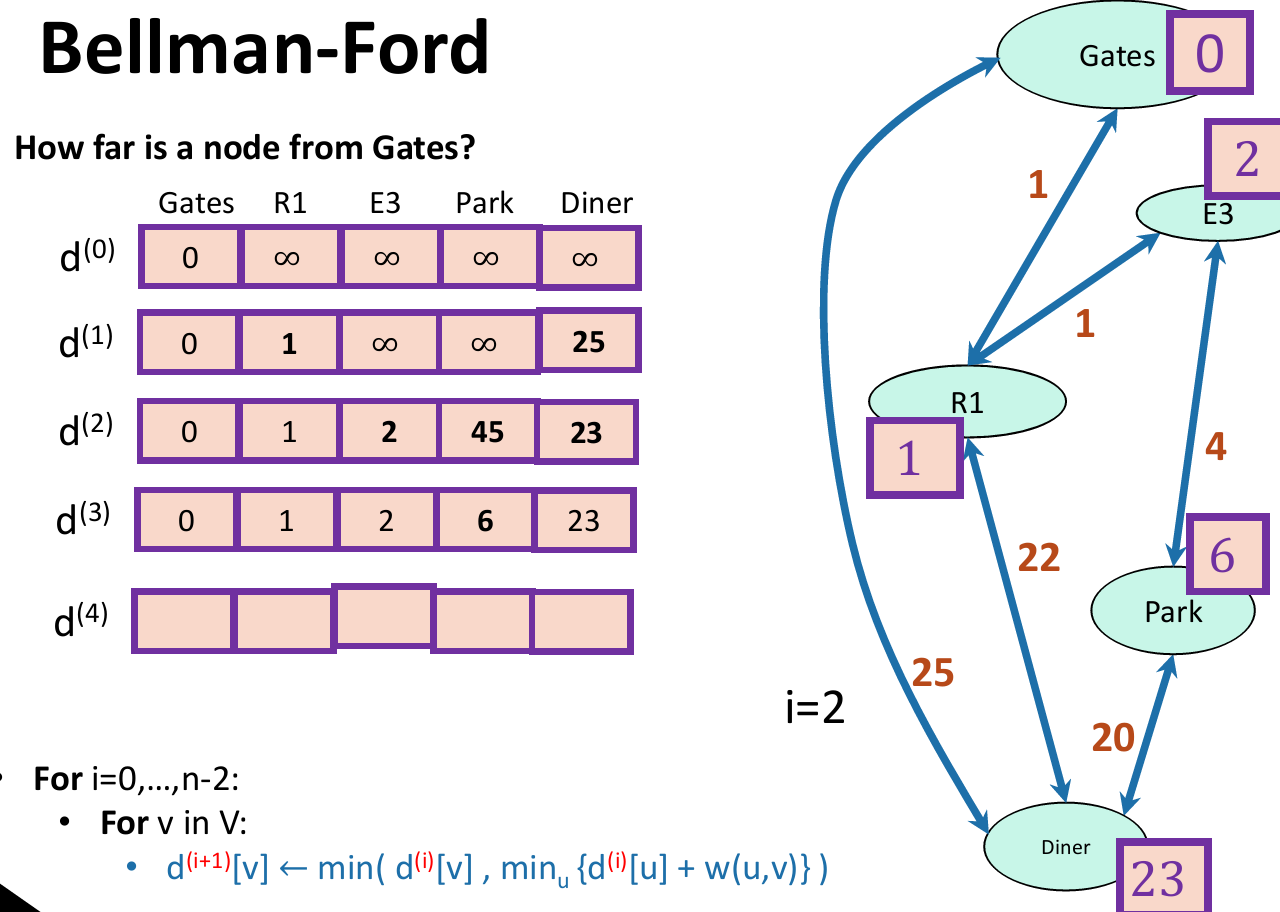 Bellman-Ford
How far is a node from Gates?
Gates R1 E3 Park Diner
d(0) 0 ∞ ∞ ∞ ∞
d(1) 0 1 ∞ ∞ 25
d(2) 0 1 2 45 23
d(3) 0 1 2 6 23
d(4)
• For i=0,…,n-2:
• For v in V:
• d(i+1)[v] ← min( d(i)[v] , minu {d(i)[u] + w(u,v)} )
i=2
Gates 0
2
E3
1
1
R1
1
4
22
6
Park
25
20
Diner
23